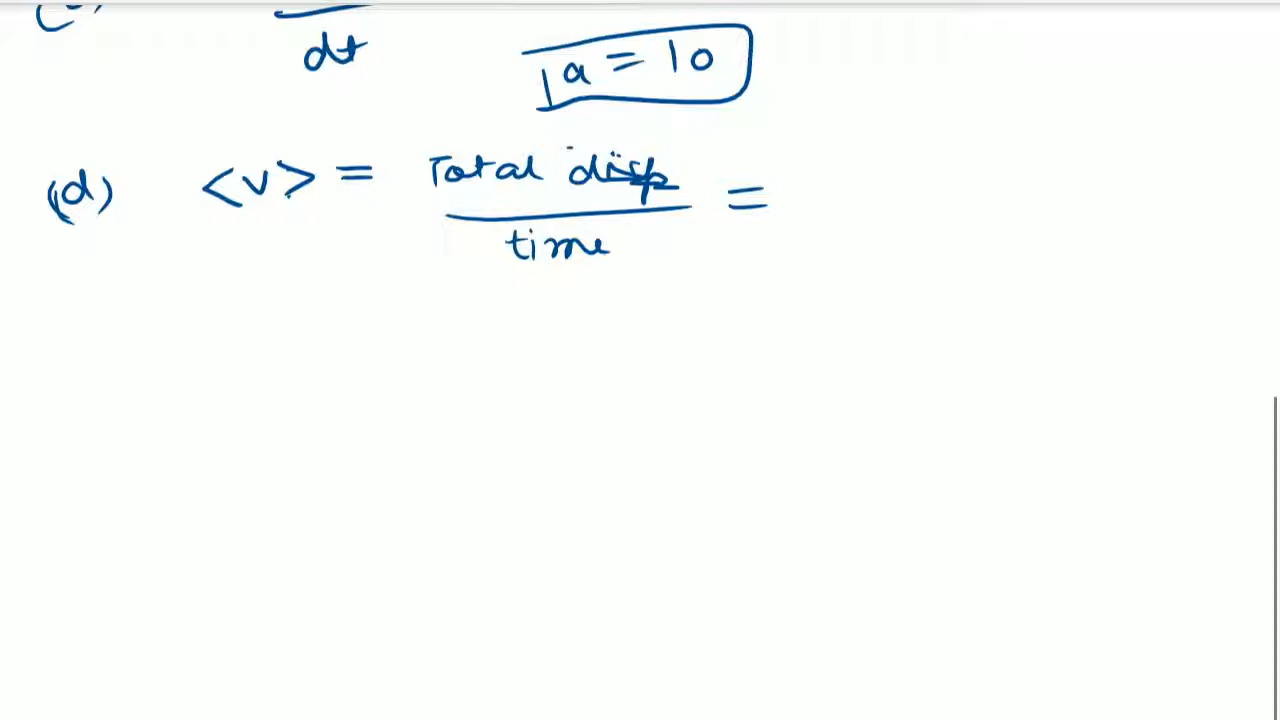 dt
a = 10
(d) <v> = Total disp =
time